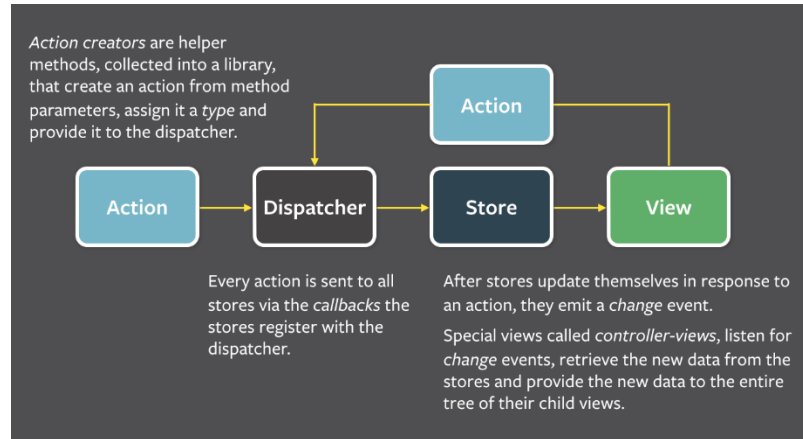 Action creators are helper
methods, collected into a library,
that create an action from method
parameters, assign it a type and
provide it to the dispatcher.
Action
Action
Dispatcher
Store
View
Every action is sent to all
stores via the callbacks the
stores register with the
dispatcher.
After stores update themselves in response to
an action, they emit a change event.
Special views called controller-views, listen for
change events, retrieve the new data from the
stores and provide the new data to the entire
tree of their child views.